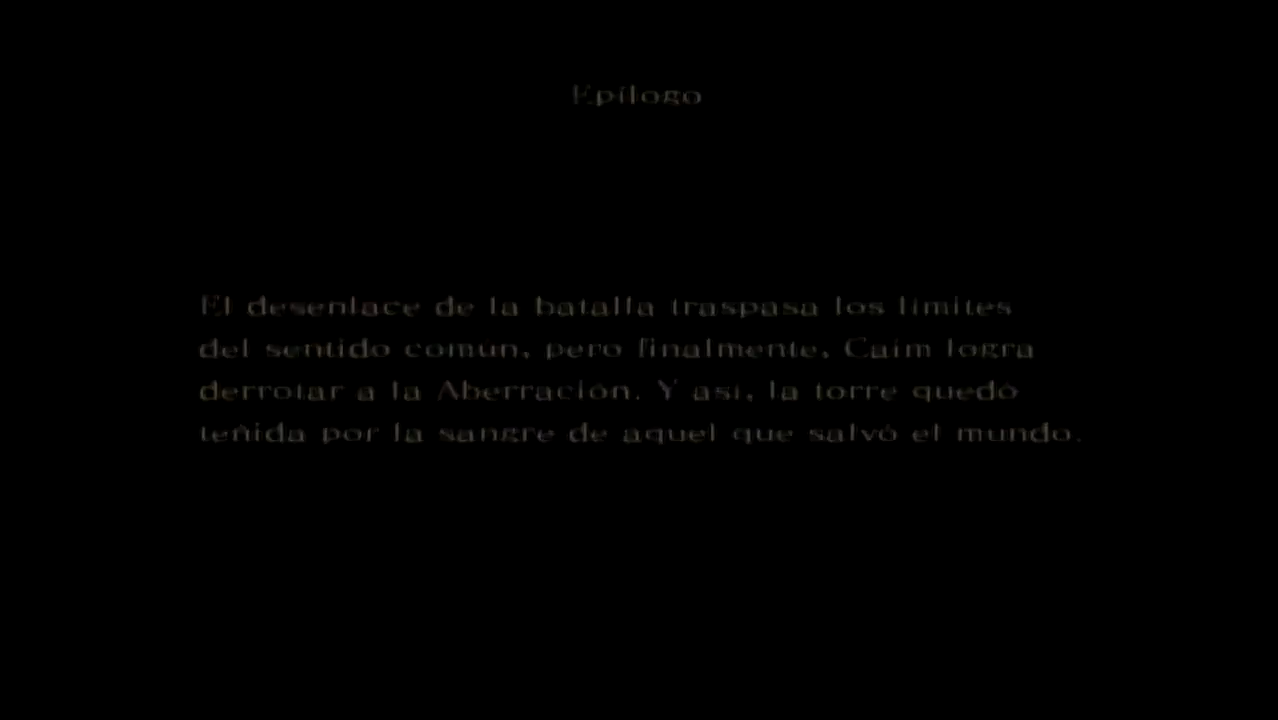 Epílogo
El desenlace de la batalla traspasa los límites
del sentido común, pero finalmente, Caim logra
derrotar a la Aberración. Y así, la torre quedó
teñida por la sangre de aquel que salvó el mundo.